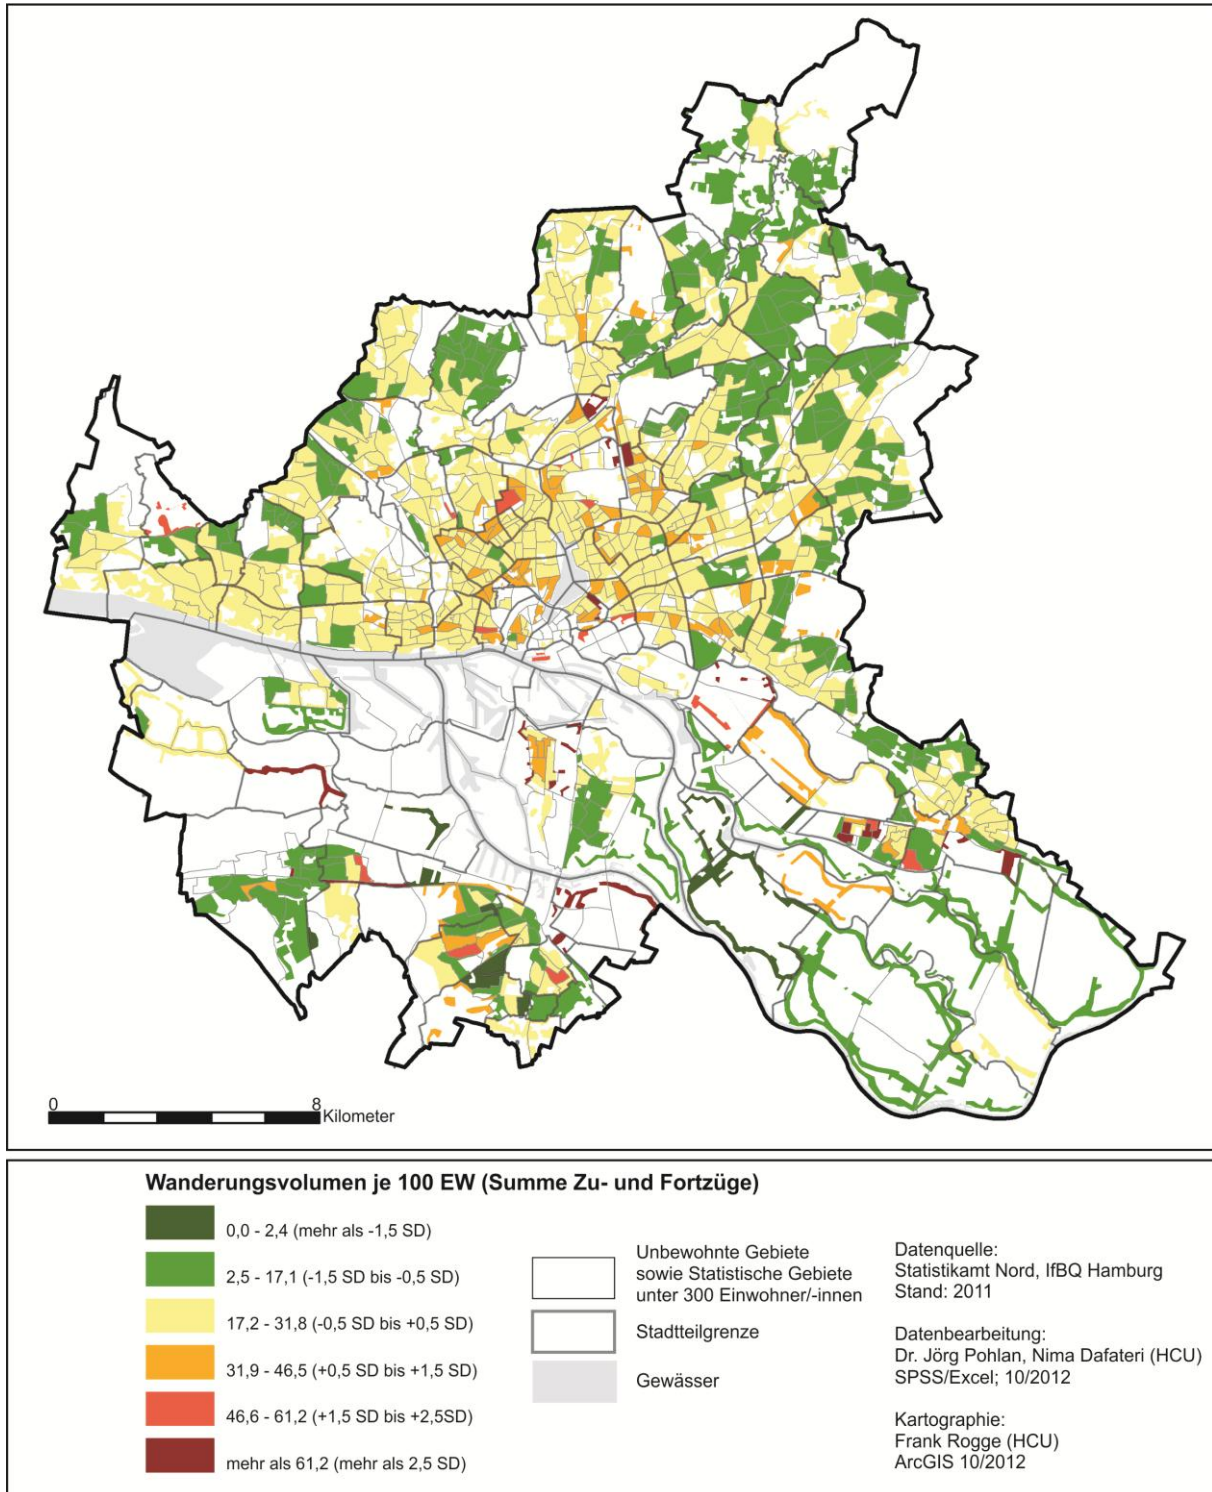 0
8
Kilometer
Wanderungsvolumen je 100 EW (Summe Zu- und Fortzüge)
0,0 - 2,4 (mehr als -1,5 SD)
2,5 - 17,1 (-1,5 SD bis -0,5 SD)
17,2 - 31,8 (-0,5 SD bis +0,5 SD)
31,9 - 46,5 (+0,5 SD bis +1,5 SD)
46,6 - 61,2 (+1,5 SD bis +2,5SD)
mehr als 61,2 (mehr als 2,5 SD)
Unbewohnte Gebiete
sowie Statistische Gebiete
unter 300 Einwohner/-innen
Stadtteilgrenze
Gewässer
Datenquelle:
Statistikamt Nord, IfBQ Hamburg
Stand: 2011
Datenbearbeitung:
Dr. Jörg Pohlan, Nima Dafateri (HCU)
SPSS/Excel; 10/2012
Kartographie:
Frank Rogge (HCU)
ArcGIS 10/2012